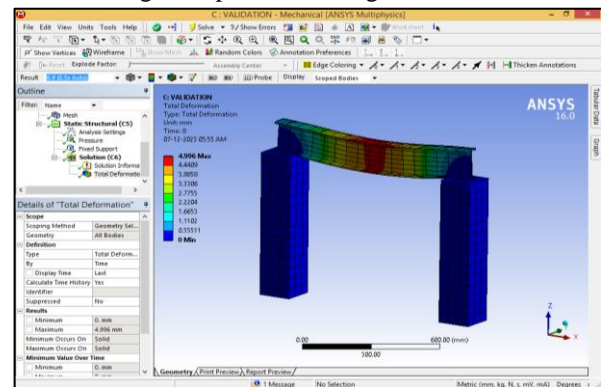 C : VALIDATION - Mechanical [ANSYS Multiphysics]
File Edit View Units Tools Help
Solve
?/ Show Errors
Worksheet
Show Vertices
Wireframe
Show Mesh
Random Colors
Annotation Preferences
Reset
Explode Factor:
Assembly Center
Edge Coloring
Thicken Annotations
Result
Probe
Display
Scoped Bodies
Outline
Filter: Name
Mesh
Static Structural (C5)
Analysis Settings
Pressure
Fixed Support
Solution (C6)
Solution Informa
Total Deformatio
Details of "Total Deformation"
Scope
Scoping Method Geometry Sel...
Geometry All Bodies
Definition
Type Total Deform...
By Time
Display Time Last
Calculate Time History Yes
Identifier
Suppressed No
Results
Minimum 0. mm
Maximum 4.996 mm
Minimum Occurs On Solid
Maximum Occurs On Solid
Minimum Value Over Time
C: VALIDATION
Total Deformation
Type: Total Deformation
Unit: mm
Time: 8
07-12-2023 05:55 AM
4.996 Max
4.4409
3.8858
3.3306
2.7755
2.2204
1.6653
1.1102
0.55511
0 Min
ANSYS
16.0
0.00
600.00 (mm)
300.00
Z
X
Geometry
Print Preview
Report Preview
Tabular Data
Graph
1 Message
No Selection
Metric (mm, kg, N, s, mV, mA) Degrees